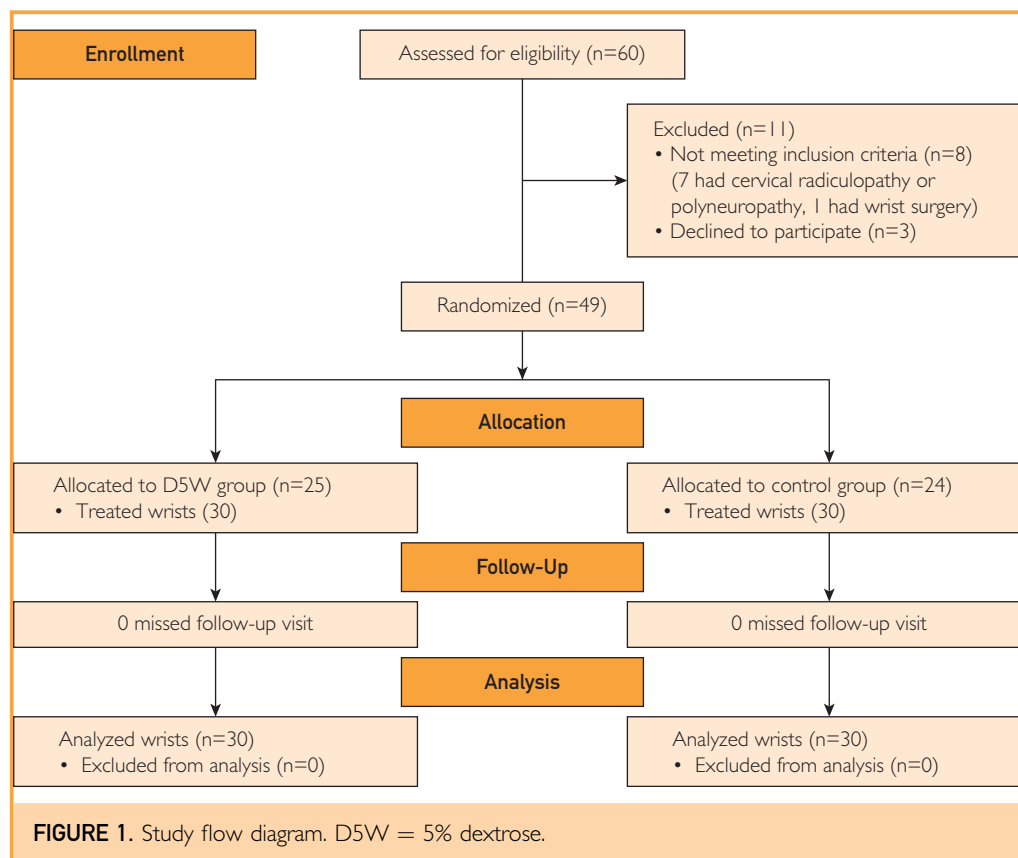 Enrollment
Assessed for eligibility (n=60)
Excluded (n=11)
• Not meeting inclusion criteria (n=8)
(7 had cervical radiculopathy or
polyneuropathy, 1 had wrist surgery)
• Declined to participate (n=3)
Randomized (n=49)
Allocation
Allocated to D5W group (n=25)
• Treated wrists (30)
Allocated to control group (n=24)
• Treated wrists (30)
Follow-Up
0 missed follow-up visit
0 missed follow-up visit
Analysis
Analyzed wrists (n=30)
• Excluded from analysis (n=0)
Analyzed wrists (n=30)
• Excluded from analysis (n=0)
FIGURE 1. Study flow diagram. D5W = 5% dextrose.